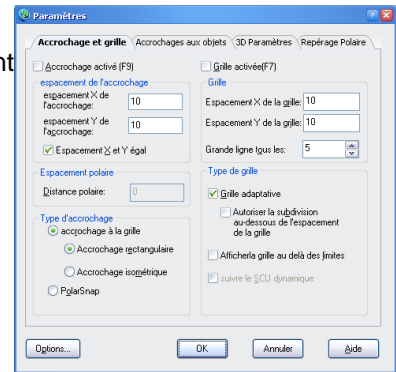 nt
Paramètres
Accrochage et grille
Accrochages aux objets
3D Paramètres
Repérage Polaire
Accrochage activé (F9)
espacement de l'accrochage
espacement X de
l'accrochage:
10
espacement Y de
l'accrochage:
10
Espacement X et Y égal
Espacement polaire
Distance polaire:
0
Type d'accrochage
accrochage à la grille
Accrochage rectangulaire
Accrochage isométrique
PolarSnap
Grille activée(F7)
Grille
Espacement X de la grille:
10
Espacement Y de la grille:
10
Grande ligne tous les:
5
Type de grille
Grille adaptative
Autoriser la subdivision
au-dessous de l'espacement
de la grille
Afficherla grille au delà des limites
suivre le SCU dynamique
Options...
OK
Annuler
Aide